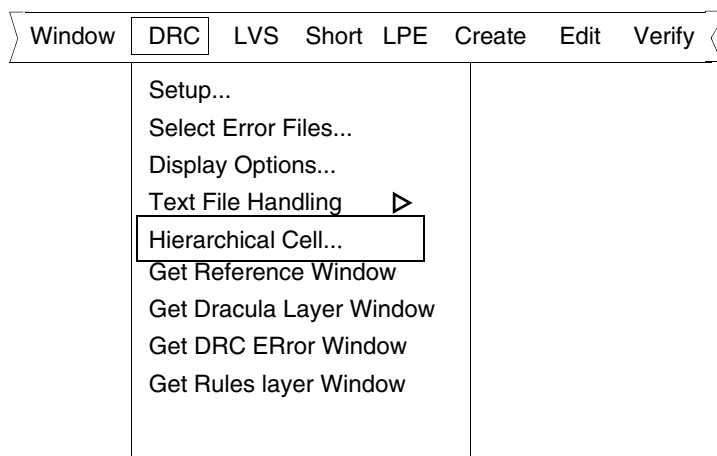 Window DRC LVS Short LPE Create Edit Verify
Setup...
Select Error Files...
Display Options...
Text File Handling
Hierarchical Cell...
Get Reference Window
Get Dracula Layer Window
Get DRC ERror Window
Get Rules layer Window